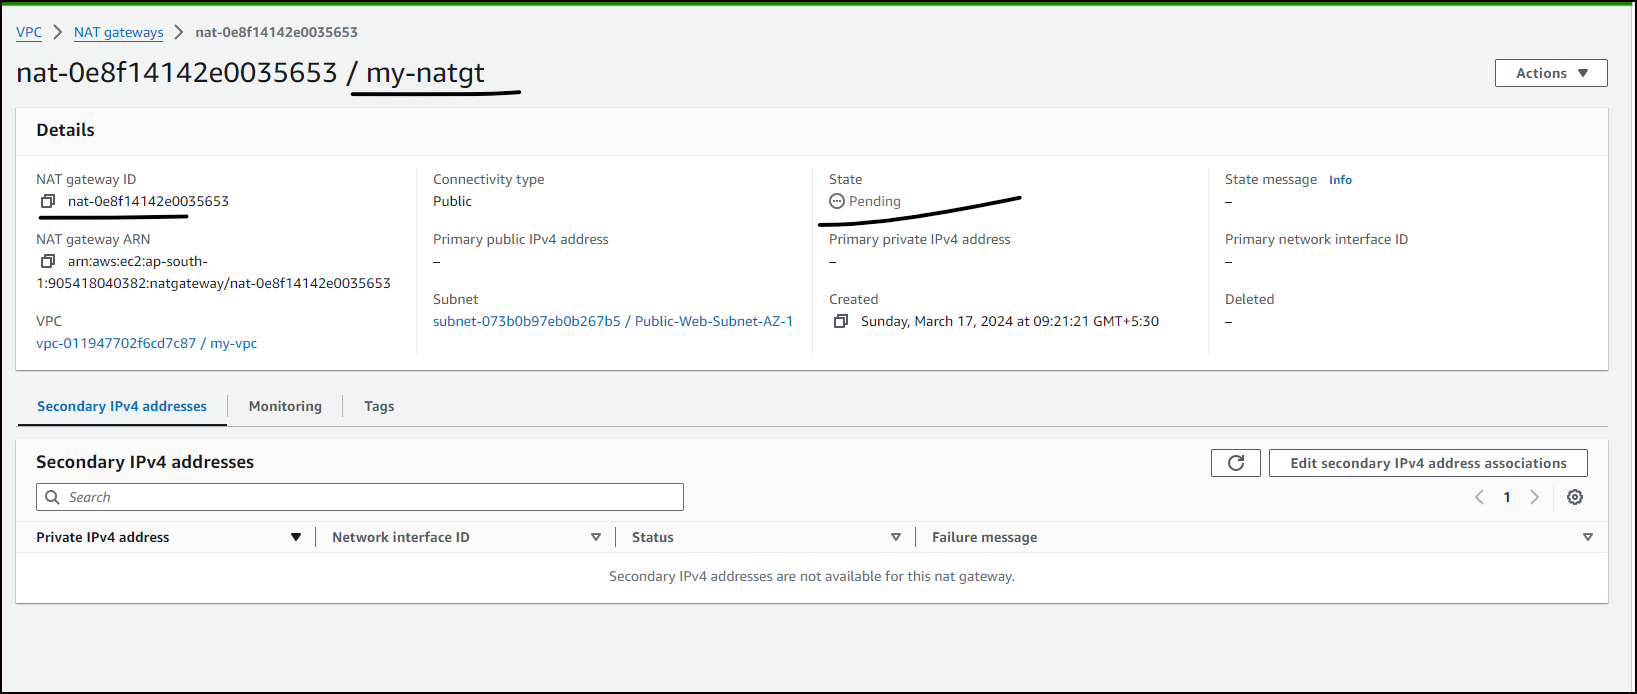 VPC > NAT gateways > nat-0e8f14142e0035653
nat-0e8f14142e0035653 / my-natgt
Actions
Details
NAT gateway ID
nat-0e8f14142e0035653
NAT gateway ARN
arn:aws:ec2:ap-south-
1:905418040382:natgateway/nat-0e8f14142e0035653
VPC
vpc-011947702f6cd7c87 / my-vpc
Connectivity type
Public
Primary public IPv4 address
–
Subnet
subnet-073b0b97eb0b267b5 / Public-Web-Subnet-AZ-1
State
Pending
Primary private IPv4 address
–
Created
Sunday, March 17, 2024 at 09:21:21 GMT+5:30
State message Info
–
Primary network interface ID
–
Deleted
–
Secondary IPv4 addresses Monitoring Tags
Secondary IPv4 addresses
Edit secondary IPv4 address associations
Search
1
Private IPv4 address Network interface ID Status Failure message
Secondary IPv4 addresses are not available for this nat gateway.